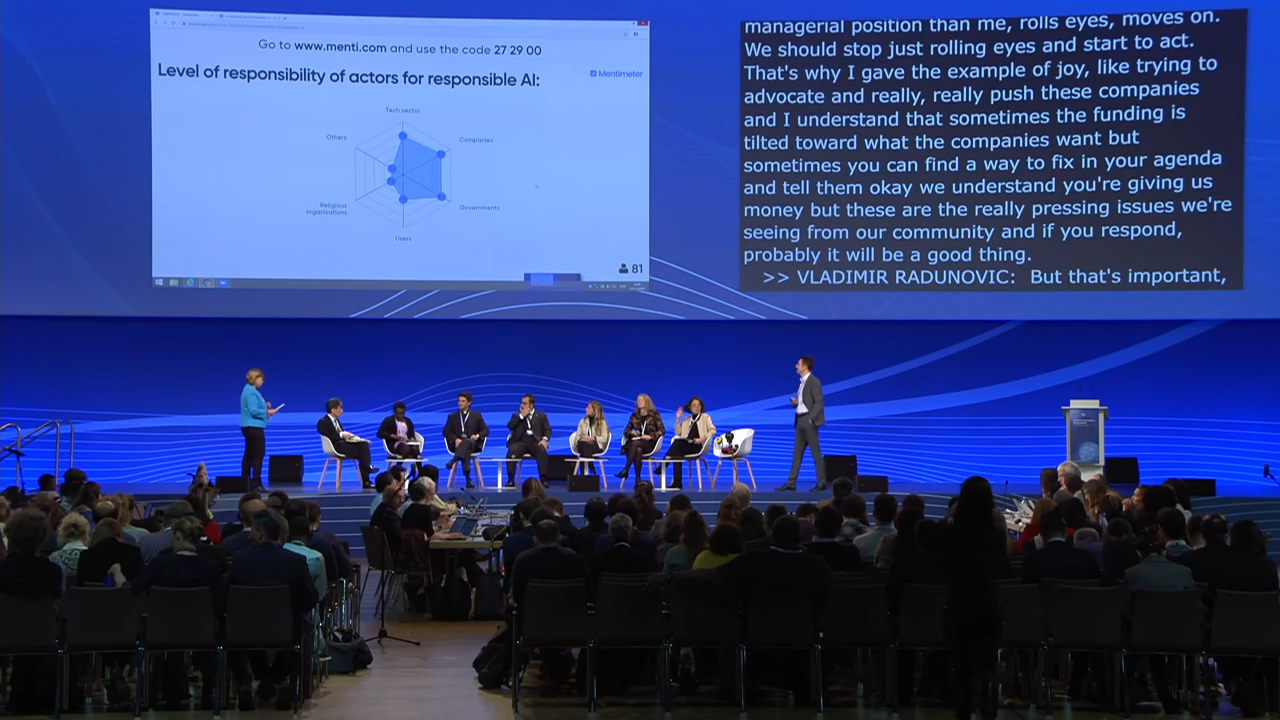 Go to www.menti.com and use the code 27 29 00
Level of responsibility of actors for responsible AI:
Mentimeter
Tech sector
Others
Companies
Religious
organisations
Governments
Users
81
managerial position than me, rolls eyes, moves on.
We should stop just rolling eyes and start to act.
That's why I gave the example of joy, like trying to
advocate and really, really push these companies
and I understand that sometimes the funding is
tilted toward what the companies want but
sometimes you can find a way to fix in your agenda
and tell them okay we understand you're giving us
money but these are the really pressing issues we're
seeing from our community and if you respond,
probably it will be a good thing.
>> VLADIMIR RADUNOVIC: But that's important,